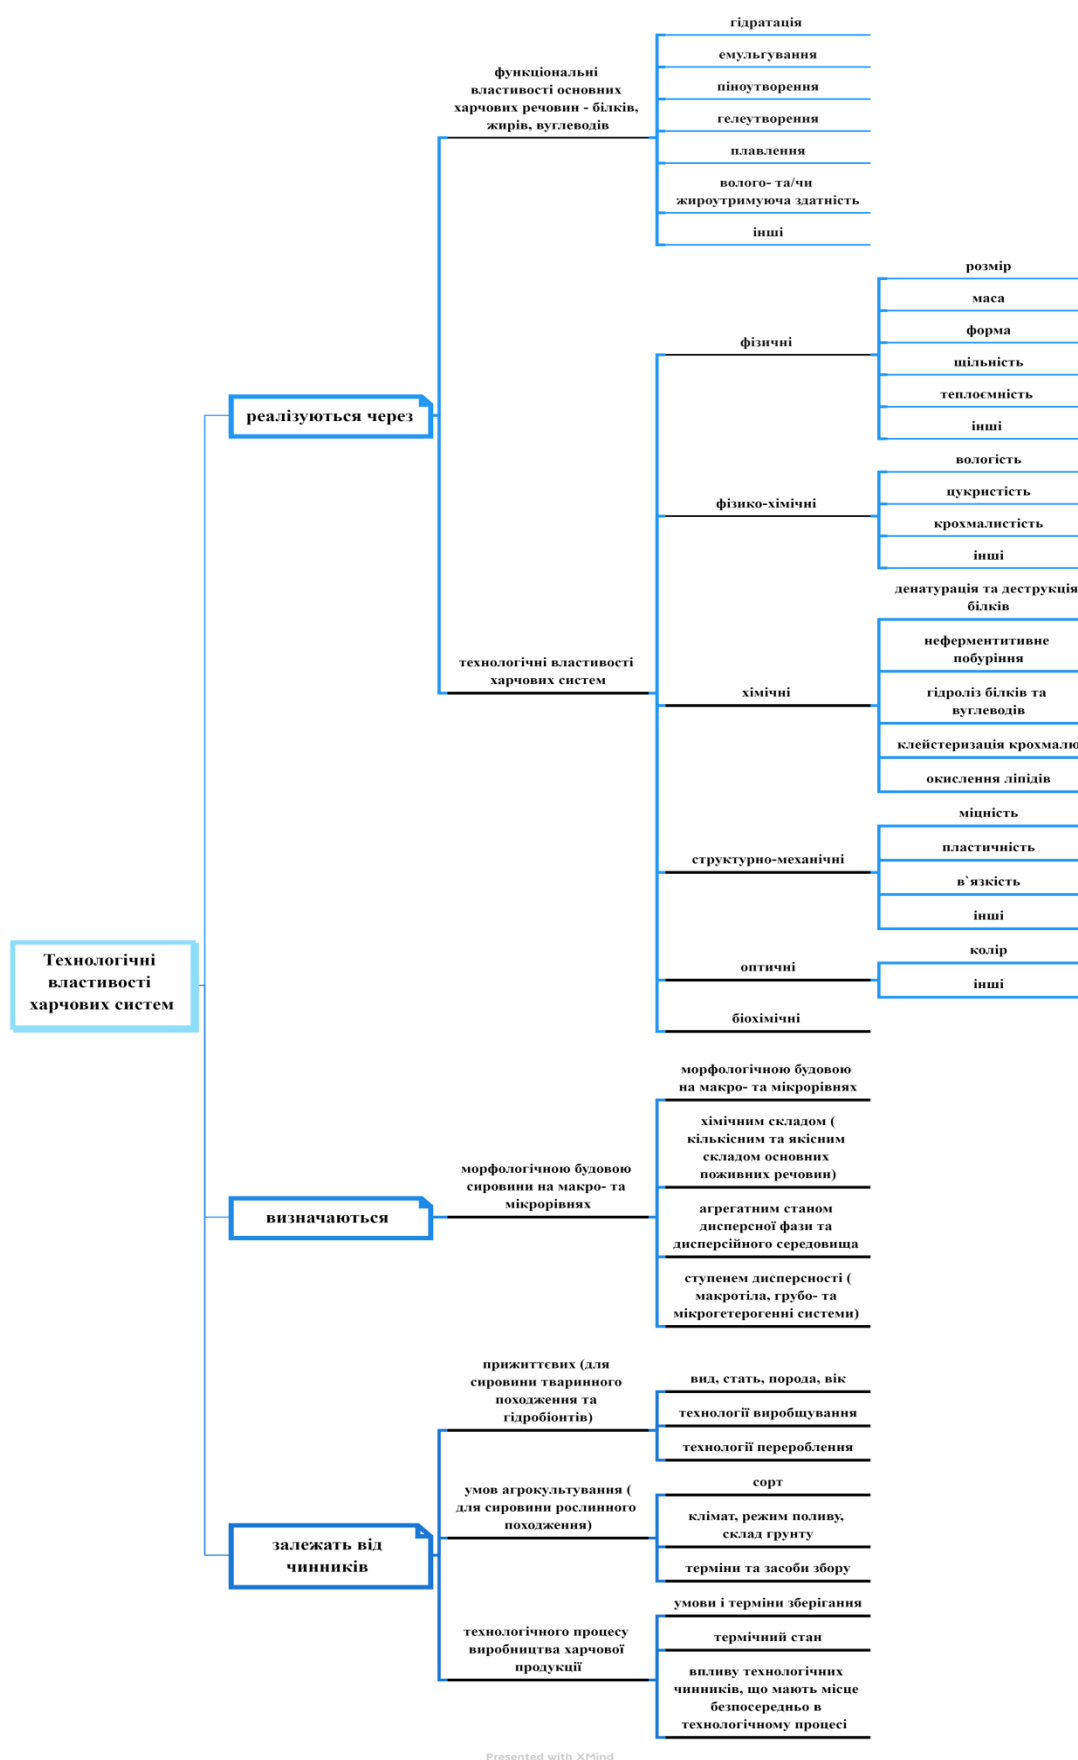 Технологічні
властивості
харчових систем
реалізуються через
функціональні
властивості основних
харчових речовин - білків,
жирів, вуглеводів
гідратація
емульгування
піноутворення
гелеутворення
плавлення
волого- та/чи
жироутримуюча здатність
інші
технологічні властивості
харчових систем
фізичні
розмір
маса
форма
щільність
теплоємність
інші
фізико-хімічні
вологість
цукристість
крохмалистість
інші
хімічні
денатурація та деструкція
білків
неферментитивне
побуріння
гідроліз білків та
вуглеводів
клейстеризація крохмалю
окислення ліпідів
структурно-механічні
міцність
пластичність
в`язкість
інші
оптичні
колір
інші
біохімічні
визначаються
морфологічною будовою
сировини на макро- та
мікрорівнях
морфологічною будовою
на макро- та мікрорівнях
хімічним складом (
кількісним та якісним
складом основних
поживних речовин)
агрегатним станом
дисперсної фази та
дисперсійного середовища
ступенем дисперсності (
макротіла, грубо- та
мікрогетерогенні системи)
залежать від
чинників
прижиттєвих (для
сировини тваринного
походження та
гідробіонтів)
вид, стать, порода, вік
технології виробщування
технології перероблення
умов агрокультування (
для сировини рослинного
походження)
сорт
клімат, режим поливу,
склад грунту
терміни та засоби збору
технологічного процесу
виробництва харчової
продукції
умови і терміни зберігання
термічний стан
впливу технологічних
чинників, що мають місце
безпосередньо в
технологічному процесі
Presented with XMind